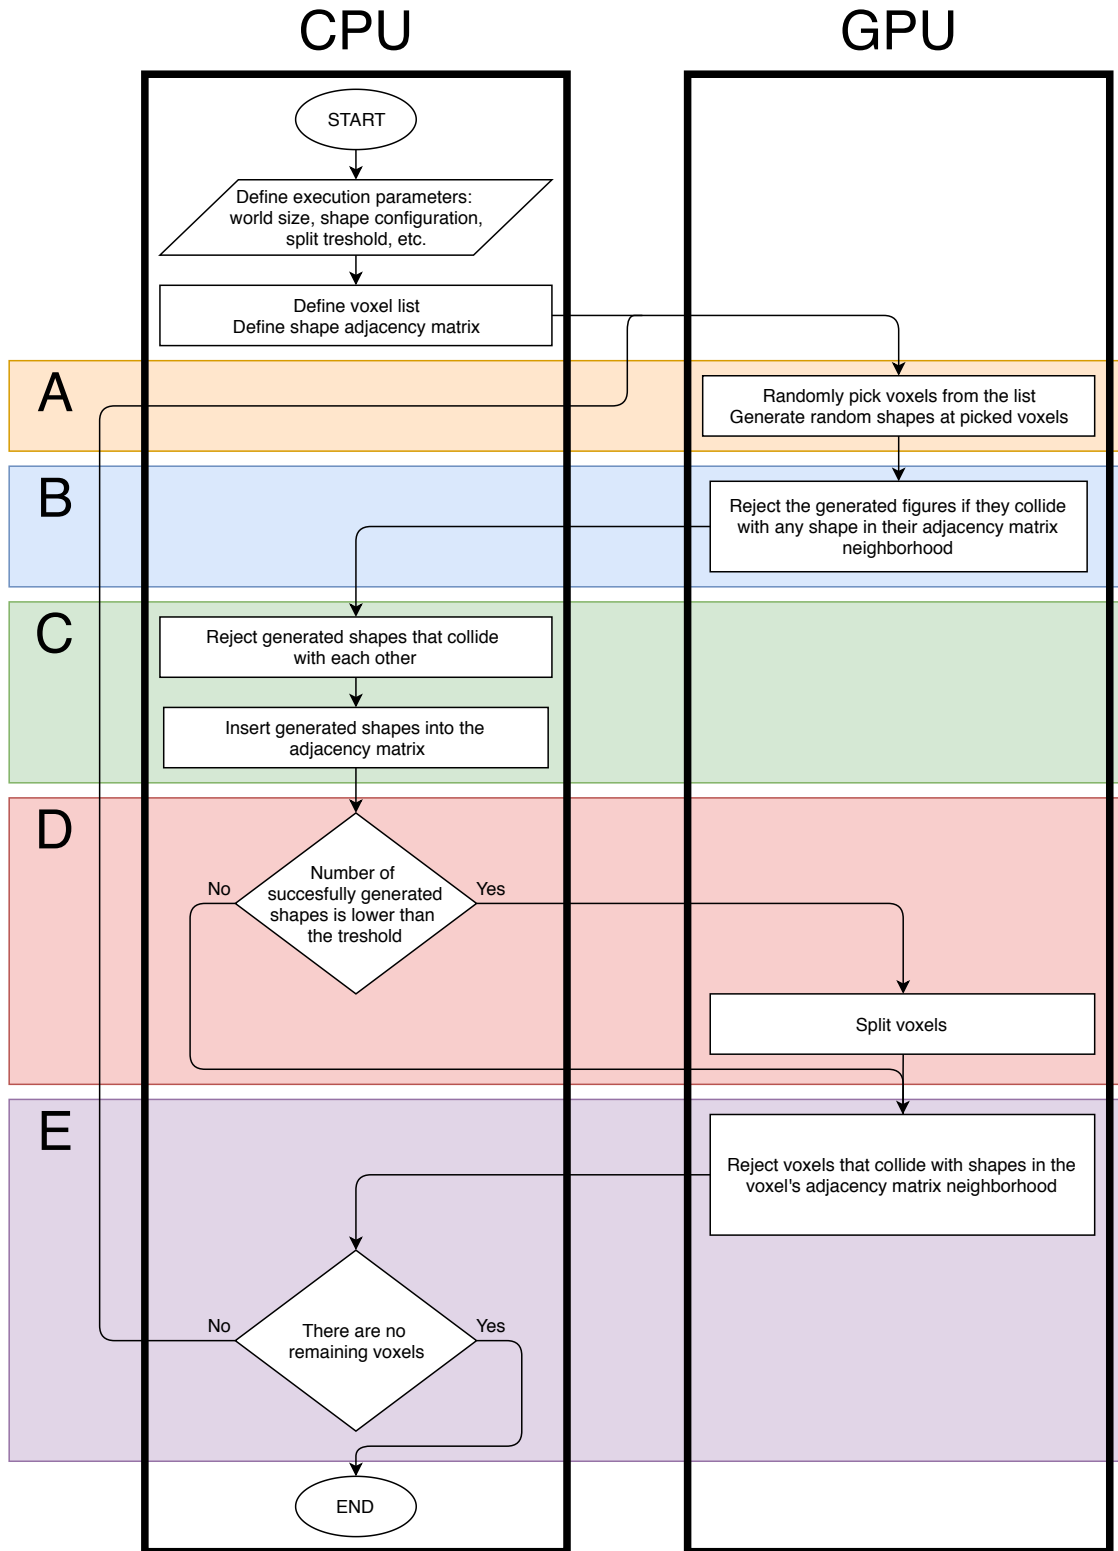 CPU
GPU
START
Define execution parameters:
world size, shape configuration,
split treshold, etc.
Define voxel list
Define shape adjacency matrix
A
Randomly pick voxels from the list
Generate random shapes at picked voxels
B
Reject the generated figures if they collide
with any shape in their adjacency matrix
neighborhood
C
Reject generated shapes that collide
with each other
Insert generated shapes into the
adjacency matrix
D
Number of
succesfully generated
shapes is lower than
the treshold
No
Yes
Split voxels
E
Reject voxels that collide with shapes in the
voxel's adjacency matrix neighborhood
There are no
remaining voxels
No
Yes
END